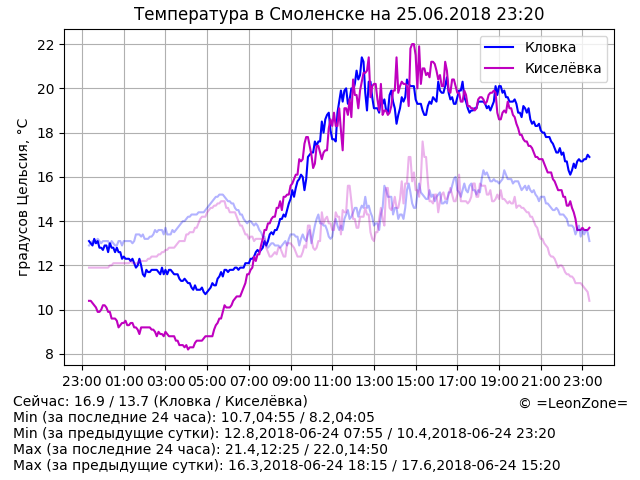 Температура в Смоленске на 25.06.2018 23:20
Кловка
Киселёвка
градусов Цельсия, °C
22
20
18
16
14
12
10
8
23:00 01:00 03:00 05:00 07:00 09:00 11:00 13:00 15:00 17:00 19:00 21:00 23:00
Сейчас: 16.9 / 13.7 (Кловка / Киселёвка)
© =LeonZone=
Min (за последние 24 часа): 10.7,04:55 / 8.2,04:05
Min (за предыдущие сутки): 12.8,2018-06-24 07:55 / 10.4,2018-06-24 23:20
Max (за последние 24 часа): 21.4,12:25 / 22.0,14:50
Max (за предыдущие сутки): 16.3,2018-06-24 18:15 / 17.6,2018-06-24 15:20